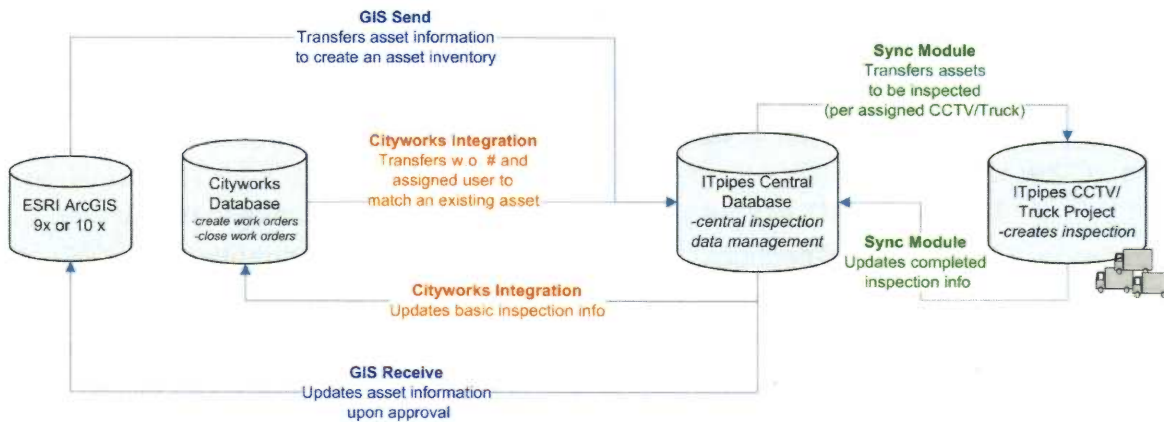 GIS Send
Transfers asset information
to create an asset inventory
Sync Module
Transfers assets
to be inspected
(per assigned CCTV/Truck)
Cityworks Integration
Transfers w o # and
assigned user to
match an existing asset
ESRI ArcGIS
9x or 10 x
Cityworks
Database
-create work orders
-close work orders
ITpipes Central
Database
-central inspection
data management
ITpipes CCTV/
Truck Project
-creates inspection
Sync Module
Updates completed
inspection info
Cityworks Integration
Updates basic inspection info
GIS Receive
Updates asset information
upon approval